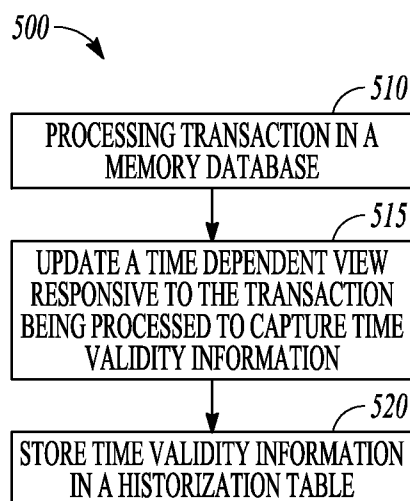 500
510
PROCESSING TRANSACTION IN A
MEMORY DATABASE
515
UPDATE A TIME DEPENDENT VIEW
RESPONSIVE TO THE TRANSACTION
BEING PROCESSED TO CAPTURE TIME
VALIDITY INFORMATION
520
STORE TIME VALIDITY INFORMATION
IN A HISTORIZATION TABLE